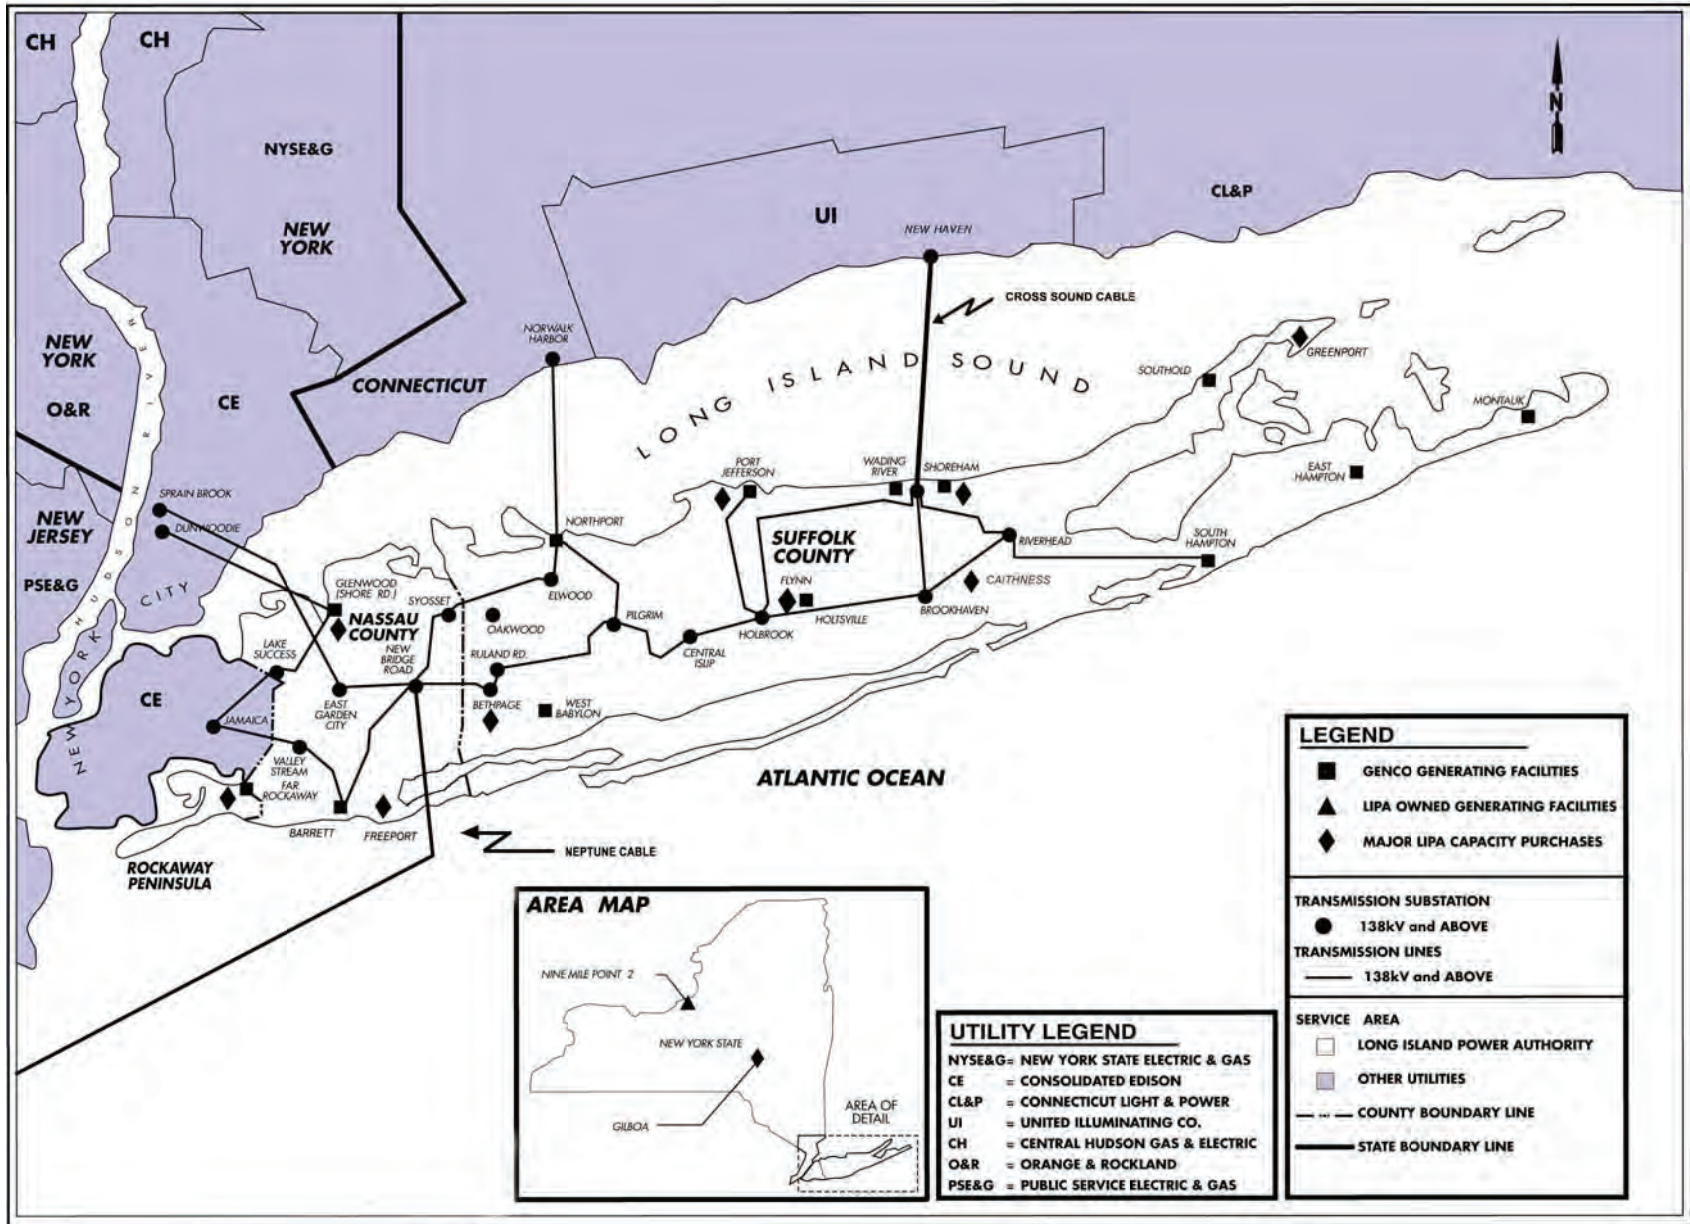 CH
CH
NYSE&G
NEW
YORK
N
UI
CL&P
NEW HAVEN
CROSS SOUND CABLE
NORWALK
HARBOR
CONNECTICUT
LONG ISLAND SOUND
NEW
YORK
O&R
CE
HUDSON RIVER
GREENPORT
SOUTHOLD
MONTAUK
EAST
HAMPTON
PORT
JEFFERSON
WADING
RIVER
SHOREHAM
SPRAIN BROOK
DUNWOODIE
NEW
JERSEY
PSE&G
NORTHPORT
SUFFOLK
COUNTY
RIVERHEAD
SOUTH
HAMPTON
GLENWOOD
(SHORE RD.)
SYOSSET
ELWOOD
FLYNN
CAITHNESS
NASSAU
COUNTY
NEW
BRIDGE
ROAD
OAKWOOD
PILGRIM
HOLBROOK
HOLTSVILLE
BROOKHAVEN
LAKE
SUCCESS
RULAND RD.
CENTRAL
ISLIP
NEW YORK CITY
CE
JAMAICA
EAST
GARDEN
CITY
BETHPAGE
WEST
BABYLON
VALLEY
STREAM
FAR
ROCKAWAY
BARRETT
FREEPORT
ATLANTIC OCEAN
NEPTUNE CABLE
ROCKAWAY
PENINSULA
AREA MAP
NINE MILE POINT 2
NEW YORK STATE
GILBOA
AREA OF
DETAIL
UTILITY LEGEND
NYSE&G= NEW YORK STATE ELECTRIC & GAS
CE = CONSOLIDATED EDISON
CL&P = CONNECTICUT LIGHT & POWER
UI = UNITED ILLUMINATING CO.
CH = CENTRAL HUDSON GAS & ELECTRIC
O&R = ORANGE & ROCKLAND
PSE&G = PUBLIC SERVICE ELECTRIC & GAS
LEGEND
GENCO GENERATING FACILITIES
LIPA OWNED GENERATING FACILITIES
MAJOR LIPA CAPACITY PURCHASES
TRANSMISSION SUBSTATION
138kV and ABOVE
TRANSMISSION LINES
138kV and ABOVE
SERVICE AREA
LONG ISLAND POWER AUTHORITY
OTHER UTILITIES
COUNTY BOUNDARY LINE
STATE BOUNDARY LINE